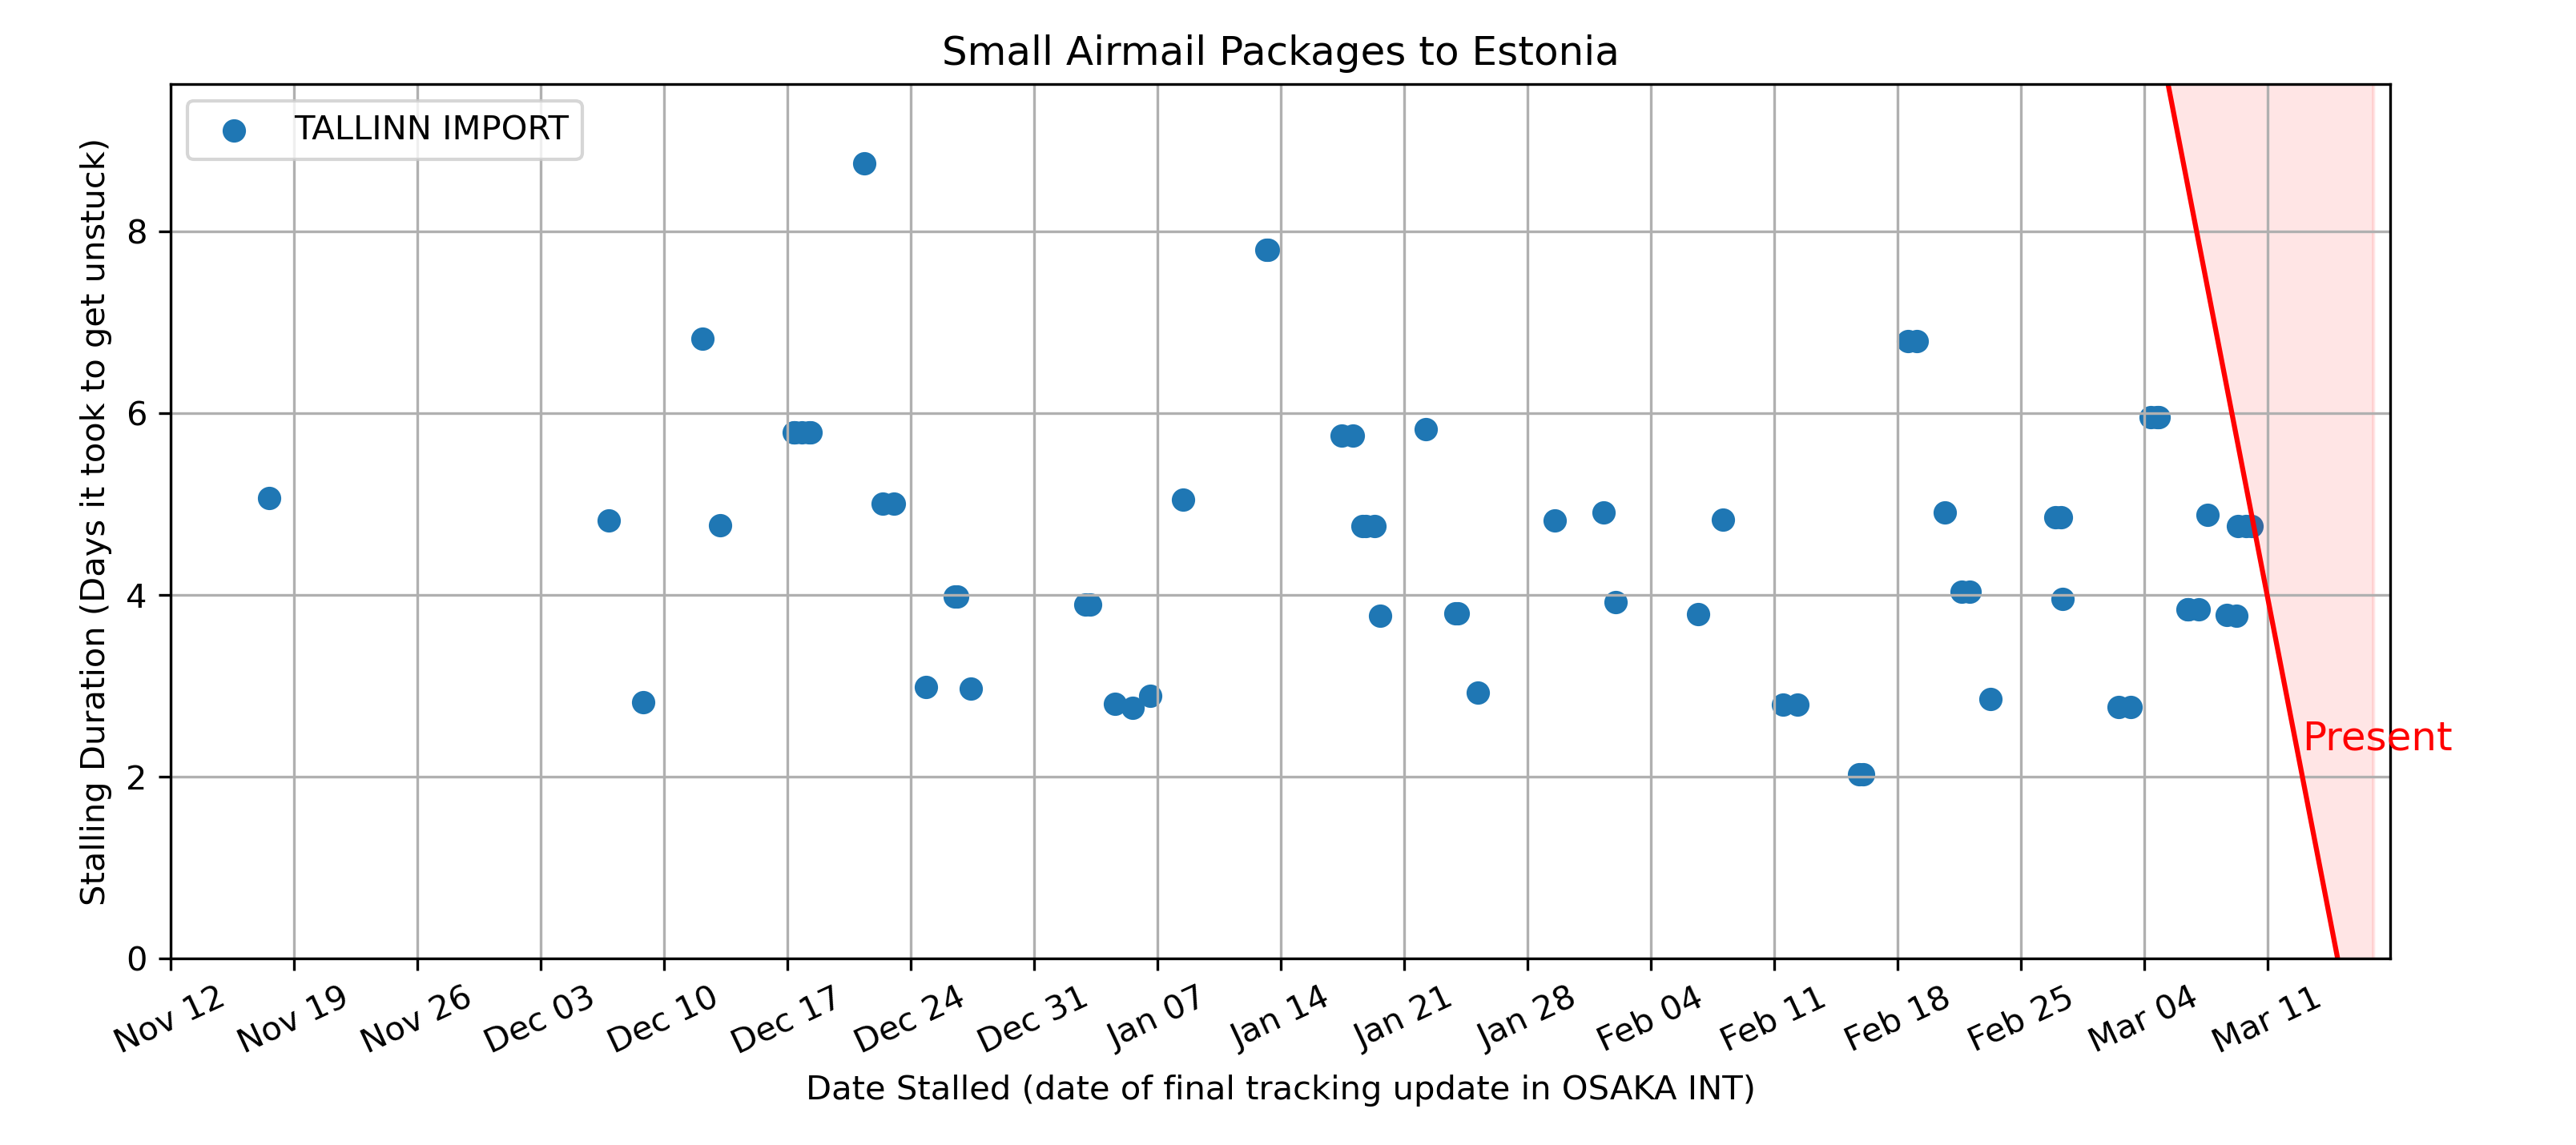 Small Airmail Packages to Estonia
TALLINN IMPORT
Stalling Duration (Days it took to get unstuck)
8
6
4
2
0
Present
Nov 12
Nov 19
Nov 26
Dec 03
Dec 10
Dec 17
Dec 24
Dec 31
Jan 07
Jan 14
Jan 21
Jan 28
Feb 04
Feb 11
Feb 18
Feb 25
Mar 04
Mar 11
Date Stalled (date of final tracking update in OSAKA INT)